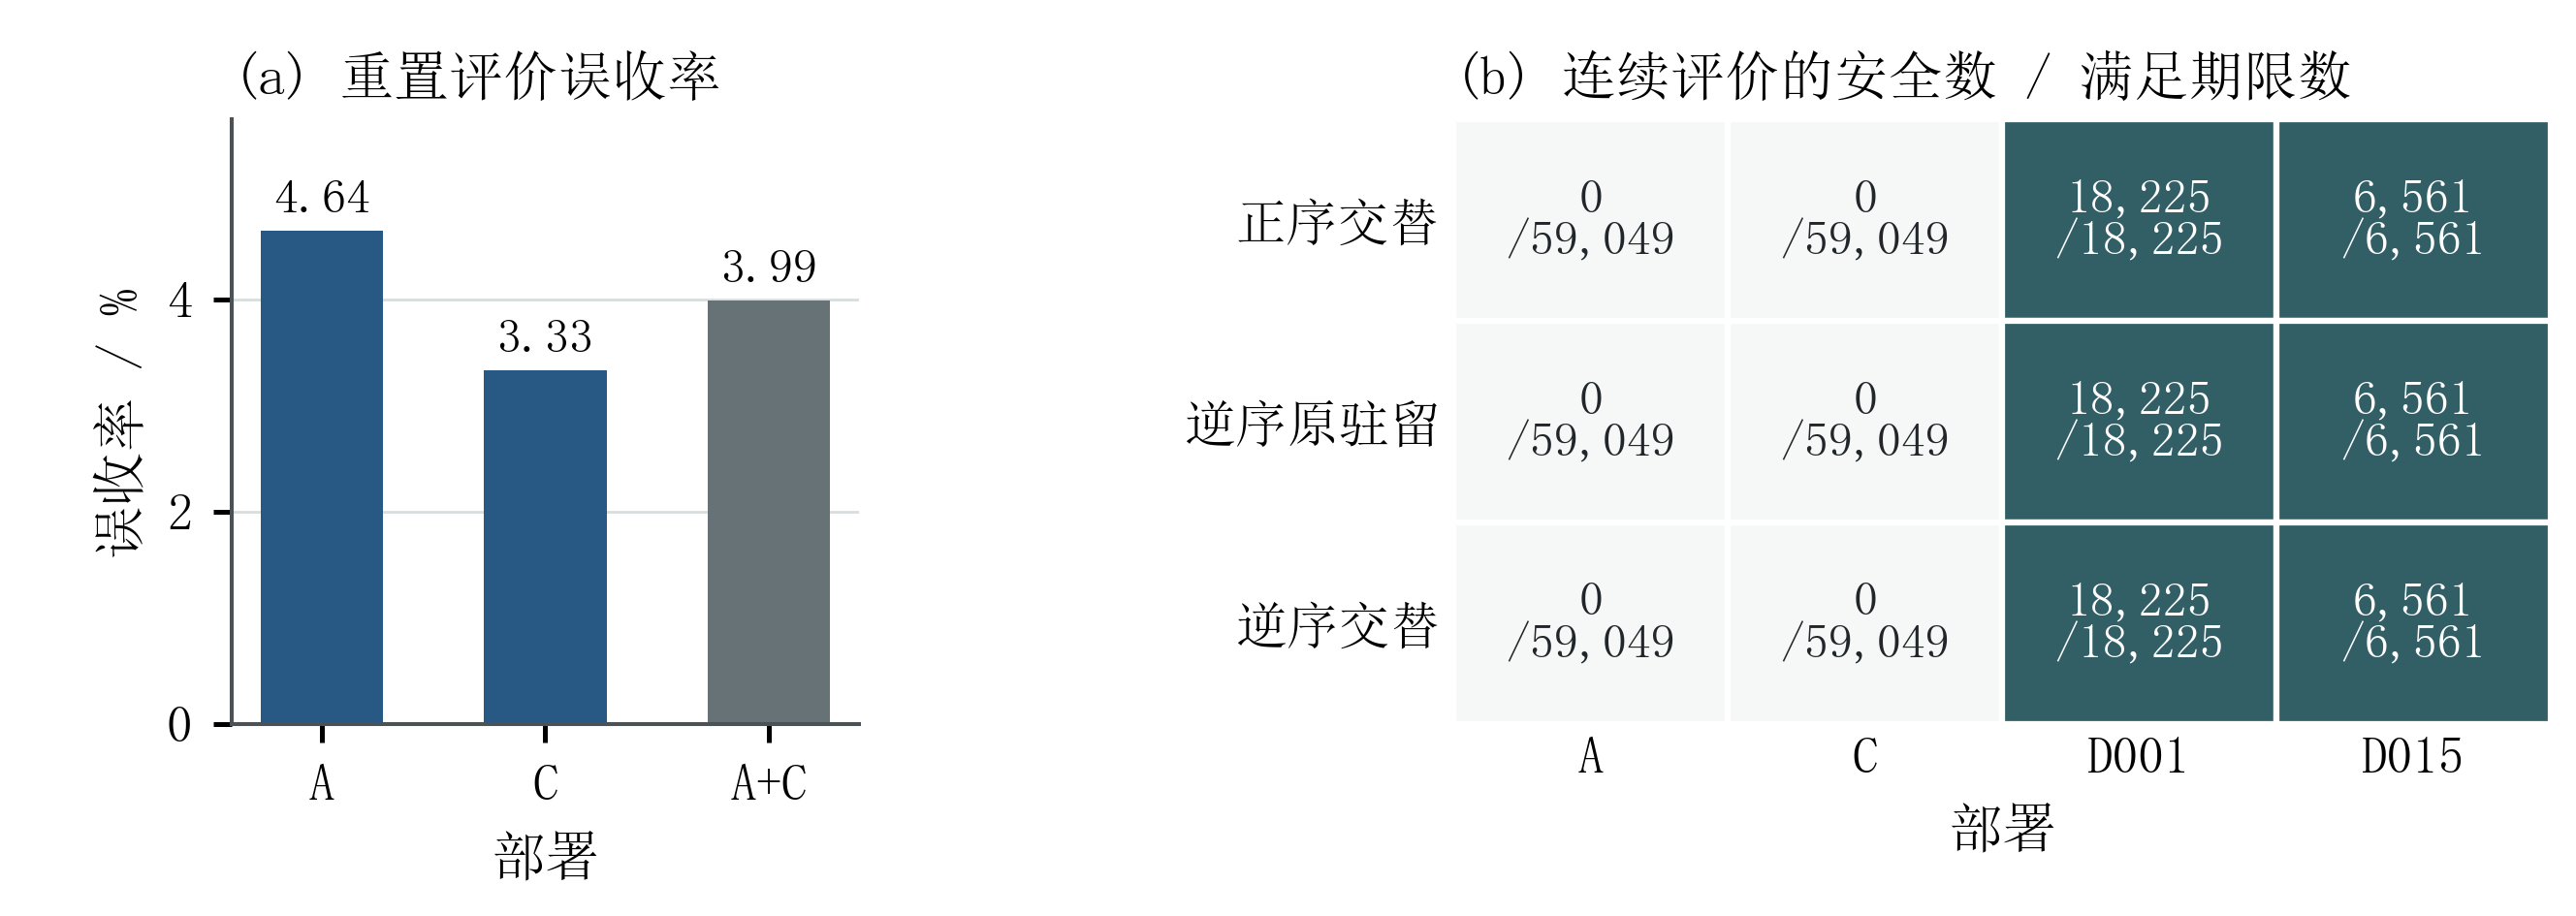 (a) 重置评价误收率
误收率 / %
4
2
0
4.64
3.33
3.99
A
C
A+C
部署
(b) 连续评价的安全数 / 满足期限数
正序交替
0
/59,049
0
/59,049
18,225
/18,225
6,561
/6,561
逆序原驻留
0
/59,049
0
/59,049
18,225
/18,225
6,561
/6,561
逆序交替
0
/59,049
0
/59,049
18,225
/18,225
6,561
/6,561
A
C
D001
D015
部署